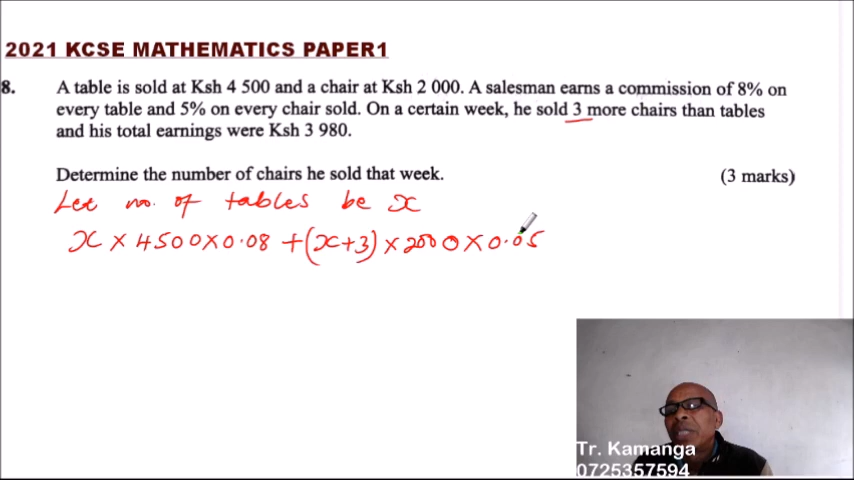 2021 KCSE MATHEMATICS PAPER1
8. A table is sold at Ksh 4 500 and a chair at Ksh 2 000. A salesman earns a commission of 8% on
every table and 5% on every chair sold. On a certain week, he sold 3 more chairs than tables
and his total earnings were Ksh 3 980.
Determine the number of chairs he sold that week. (3 marks)
Let no. of tables be x
x × 4500 × 0.08 + (x+3) × 2000 × 0.05
Tr. Kamanga
0725357594